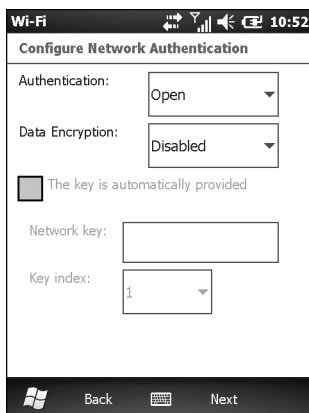 Wi-Fi 10:52
Configure Network Authentication
Authentication: Open
Data Encryption: Disabled
The key is automatically provided
Network key:
Key index: 1
Back Next